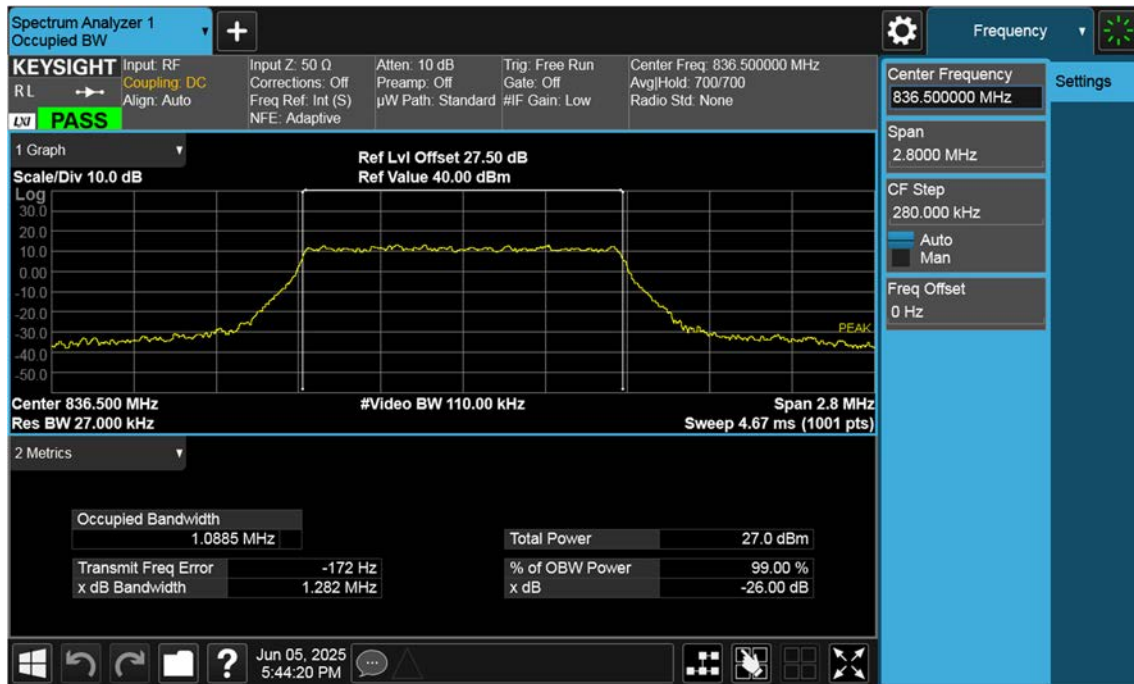 Spectrum Analyzer 1
Occupied BW
Frequency
KEYSIGHT
R L
LXI
PASS
Input: RF
Coupling: DC
Align: Auto
Input Z: 50 Ω
Corrections: Off
Freq Ref: Int (S)
NFE: Adaptive
Atten: 10 dB
Preamp: Off
µW Path: Standard
Trig: Free Run
Gate: Off
#IF Gain: Low
Center Freq: 836.500000 MHz
Avg|Hold: 700/700
Radio Std: None
Center Frequency
836.500000 MHz
Settings
Span
2.8000 MHz
CF Step
280.000 kHz
Auto
Man
Freq Offset
0 Hz
1 Graph
Scale/Div 10.0 dB
Ref Lvl Offset 27.50 dB
Ref Value 40.00 dBm
Log
30.0
20.0
10.0
0.00
-10.0
-20.0
-30.0
-40.0
-50.0
PEAK
Center 836.500 MHz
#Video BW 110.00 kHz
Span 2.8 MHz
Res BW 27.000 kHz
Sweep 4.67 ms (1001 pts)
2 Metrics
Occupied Bandwidth
1.0885 MHz
Total Power 27.0 dBm
Transmit Freq Error -172 Hz
% of OBW Power 99.00 %
x dB Bandwidth 1.282 MHz
x dB -26.00 dB
?
Jun 05, 2025
5:44:20 PM